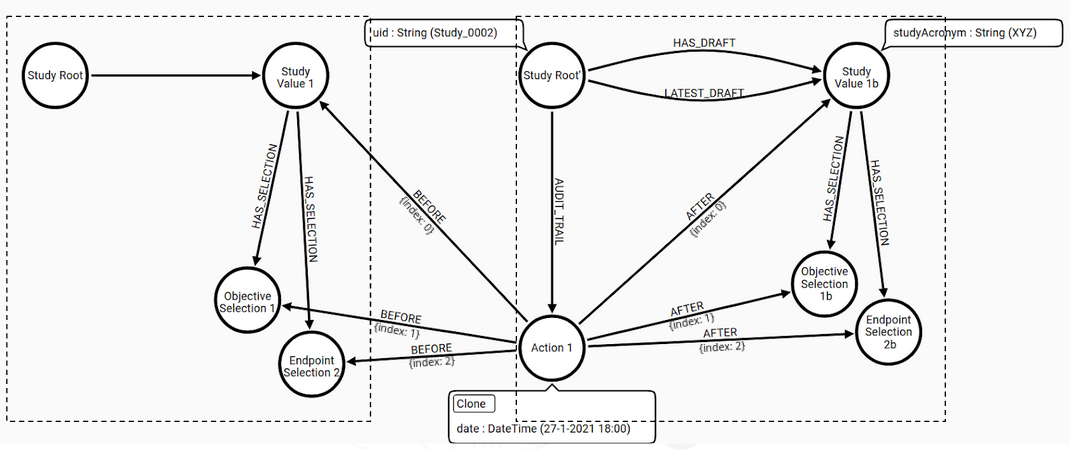 uid : String (Study_0002)
studyAcronym : String (XYZ)
HAS_DRAFT
Study Root
Study
Value 1
Study Root'
Study
Value 1b
LATEST_DRAFT
HAS_SELECTION
HAS_SELECTION
BEFORE
{index: 0}
AUDIT_TRAIL
AFTER
{index: 0}
HAS_SELECTION
HAS_SELECTION
Objective
Selection 1
Objective
Selection
1b
BEFORE
{index: 1}
AFTER
{index: 1}
Endpoint
Selection
2b
AFTER
{index: 2}
BEFORE
{index: 2}
Action 1
Endpoint
Selection 2
Clone
date : DateTime (27-1-2021 18:00)